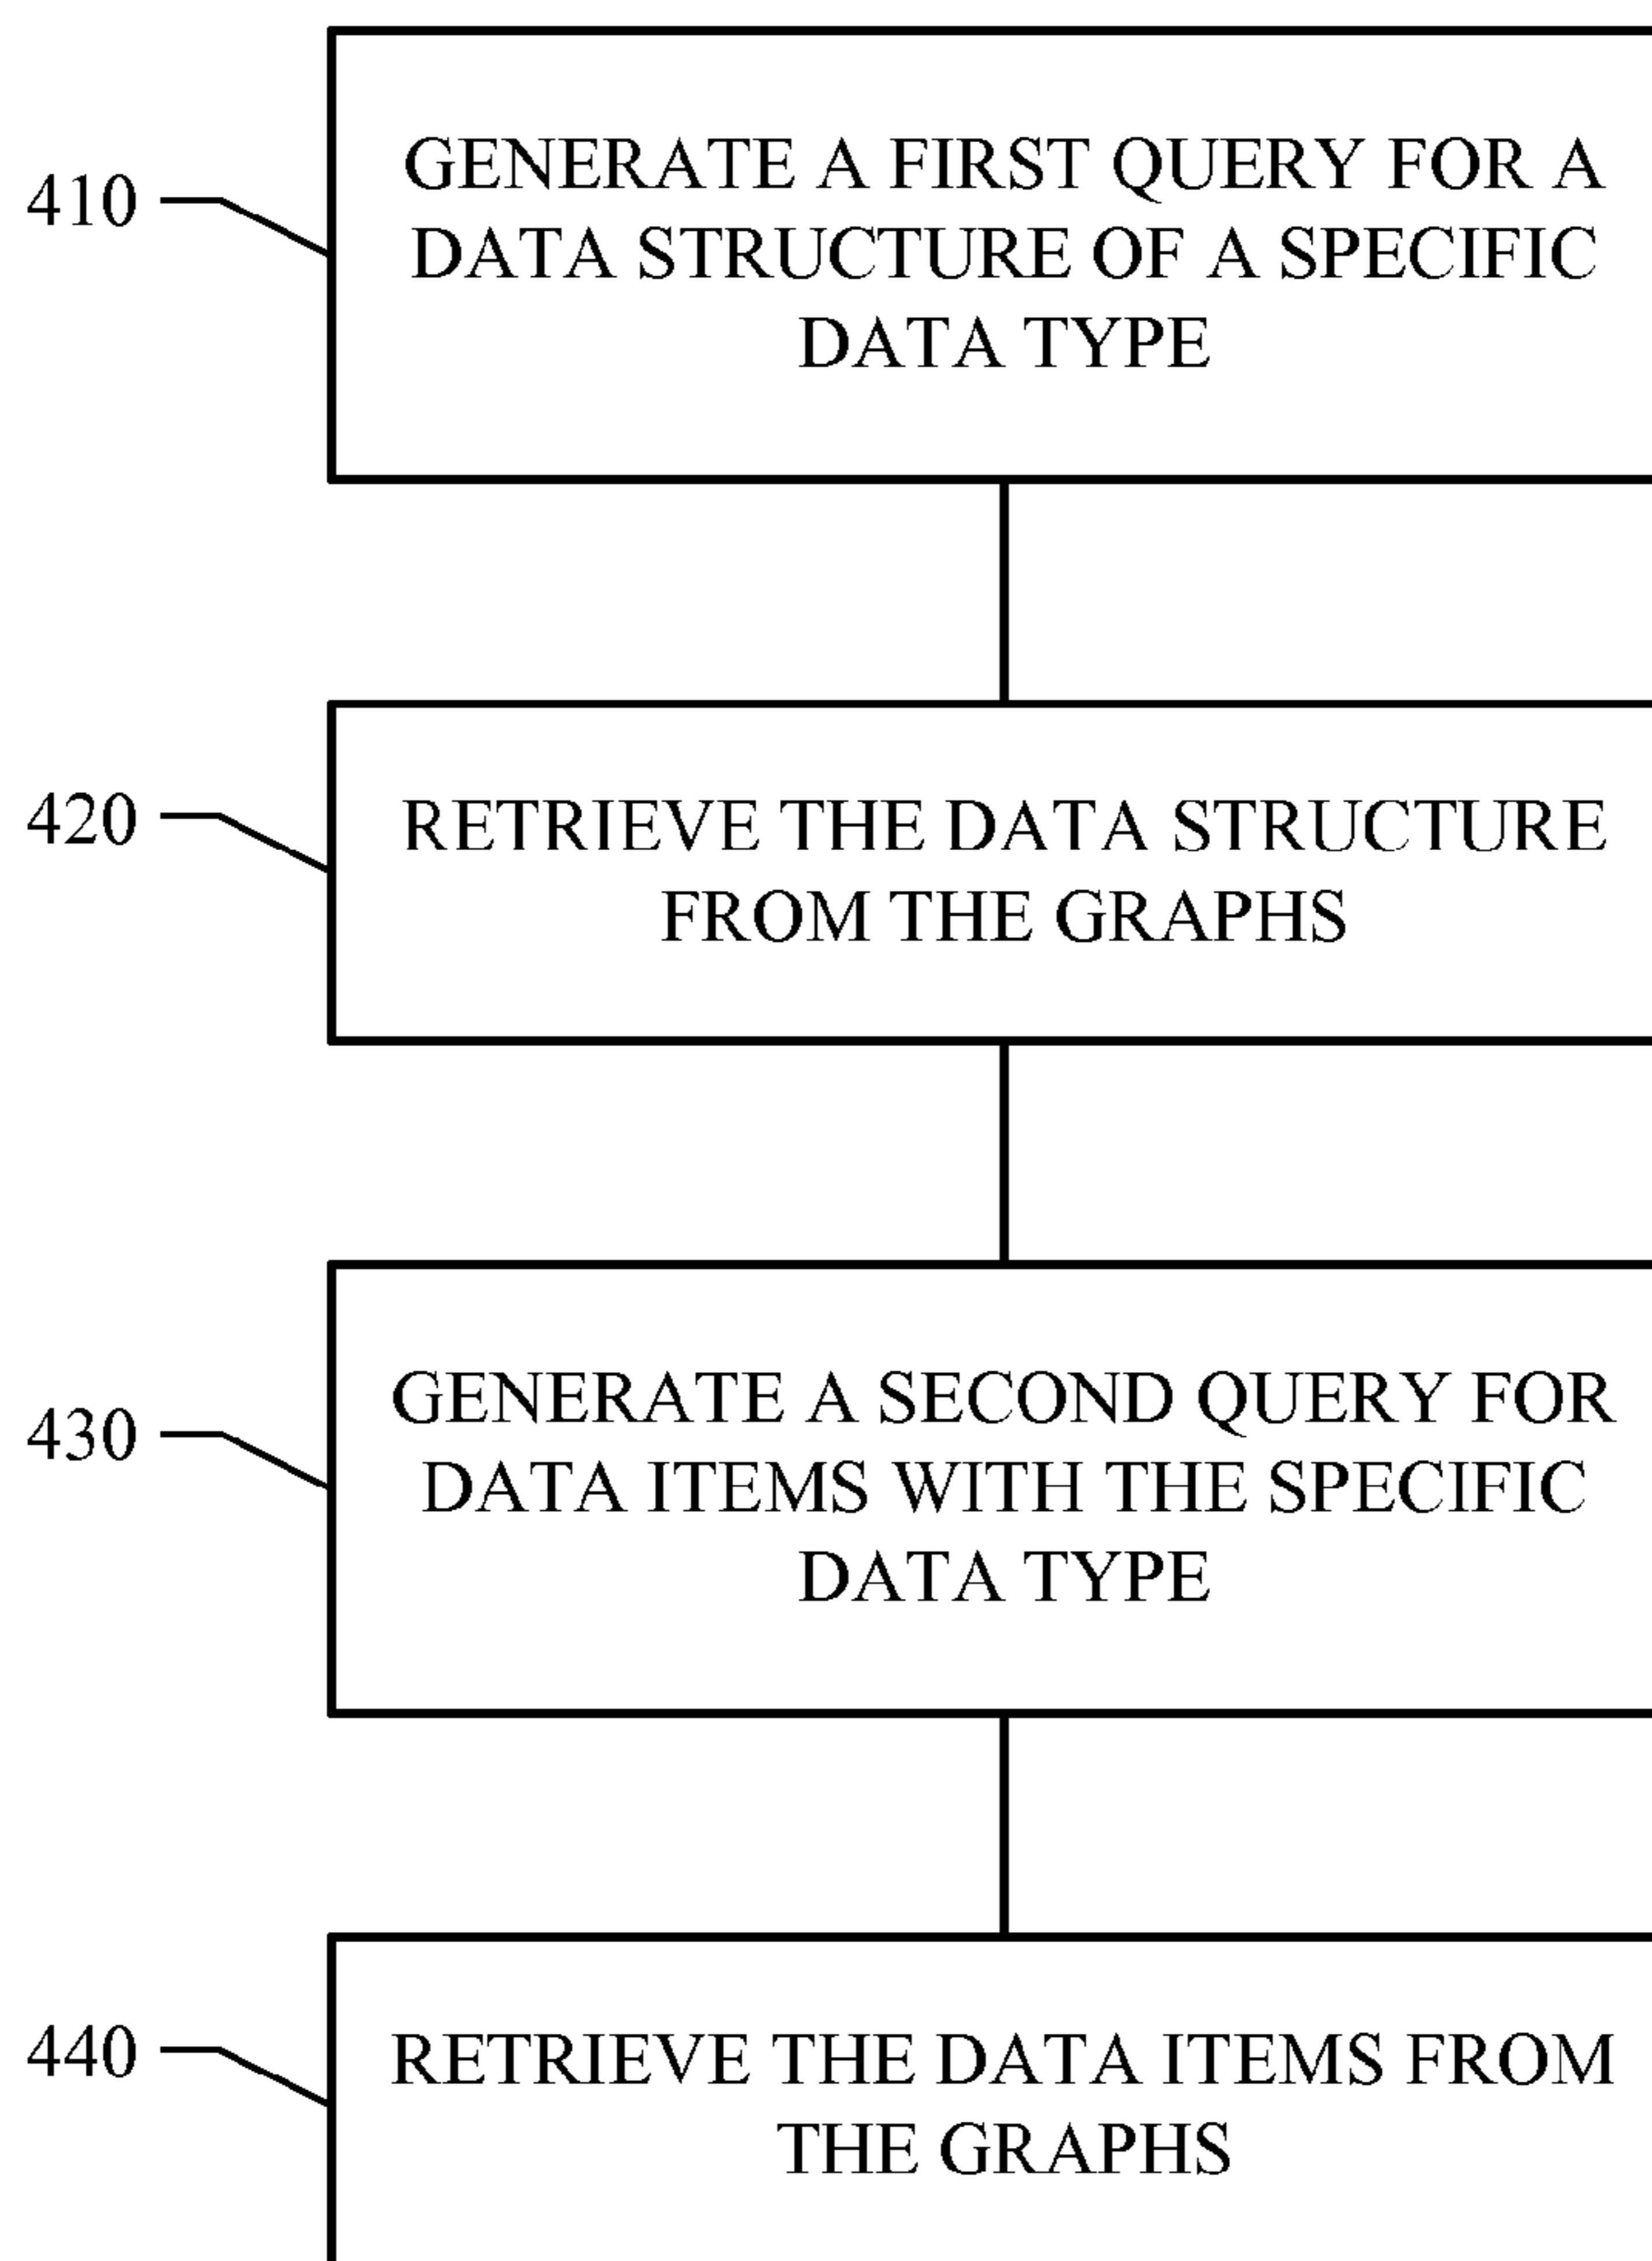 410
GENERATE A FIRST QUERY FOR A
DATA STRUCTURE OF A SPECIFIC
DATA TYPE
420
RETRIEVE THE DATA STRUCTURE
FROM THE GRAPHS
430
GENERATE A SECOND QUERY FOR
DATA ITEMS WITH THE SPECIFIC
DATA TYPE
440
RETRIEVE THE DATA ITEMS FROM
THE GRAPHS